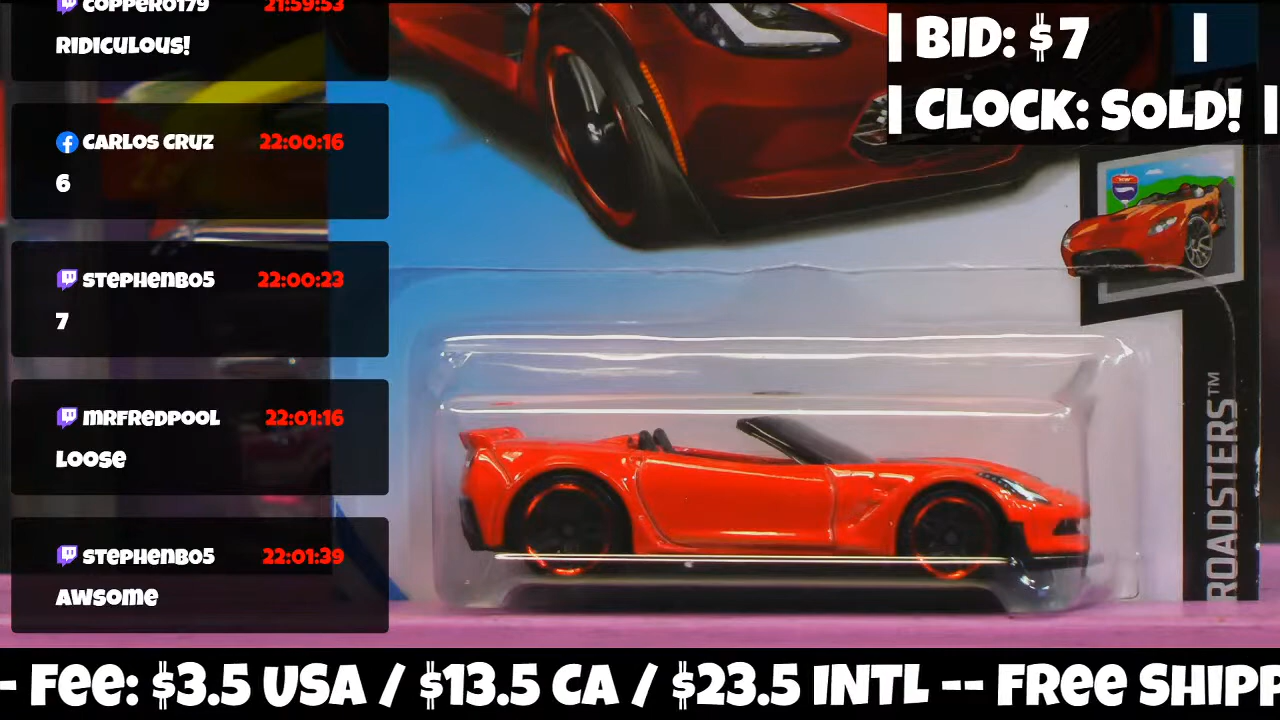 COPPER0179 21:59:53
RIDICULOUS!
CARLOS CRUZ 22:00:16
6
STEPHENB05 22:00:23
7
MRFREDPOOL 22:01:16
LOOSE
STEPHENB05 22:01:39
AWSOME
| BID: $7 |
| CLOCK: SOLD! |
ROADSTERS™
- Fee: $3.5 USA / $13.5 CA / $23.5 INTL -- FREE SHIPP